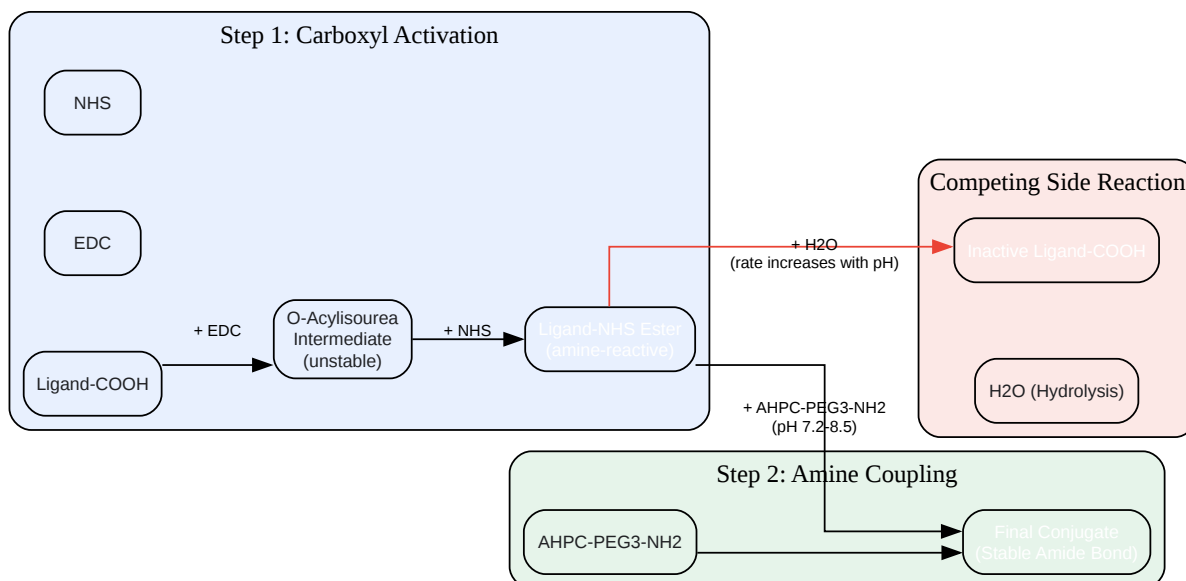 Step 1: Carboxyl Activation
NHS
EDC
Ligand-COOH
+ EDC
O-Acylisourea
Intermediate
(unstable)
+ NHS
Ligand-NHS Ester
(amine-reactive)
+ H2O
(rate increases with pH)
Competing Side Reaction
Inactive Ligand-COOH
H2O (Hydrolysis)
+ AHPC-PEG3-NH2
(pH 7.2-8.5)
Step 2: Amine Coupling
AHPC-PEG3-NH2
Final Conjugate
(Stable Amide Bond)